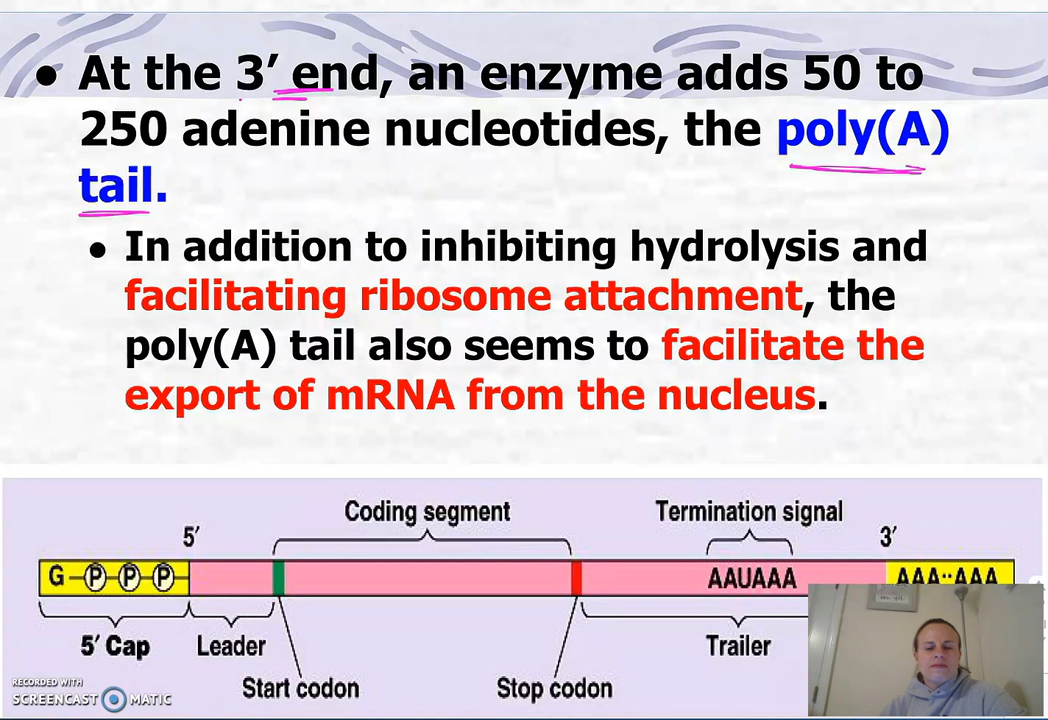 ● At the 3’ end, an enzyme adds 50 to
250 adenine nucleotides, the poly(A)
tail.
● In addition to inhibiting hydrolysis and
facilitating ribosome attachment, the
poly(A) tail also seems to facilitate the
export of mRNA from the nucleus.
Coding segment
Termination signal
5′
3′
G P P P
AAUAAA
AAA··AAA
5′ Cap
Leader
Trailer
Start codon
Stop codon
RECORDED WITH
SCREENCAST MATIC